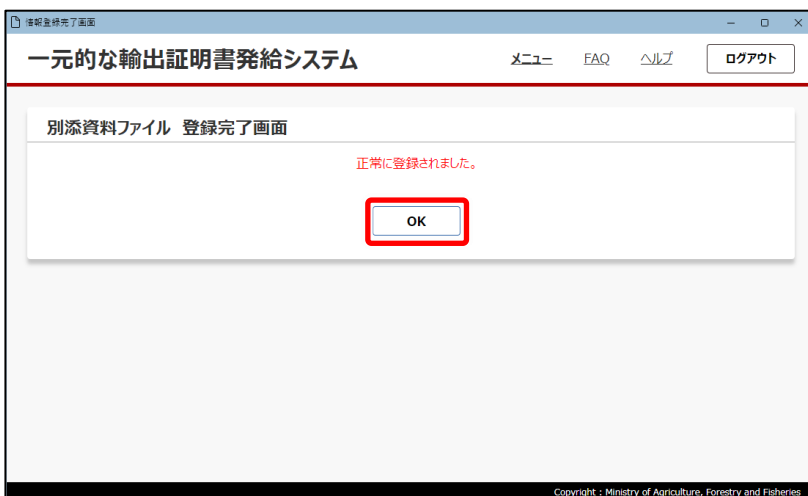 情報登録完了画面
一元的な輸出証明書発給システム
メニュー FAQ ヘルプ ログアウト
別添資料ファイル 登録完了画面
正常に登録されました。
OK
Copyright : Ministry of Agriculture, Forestry and Fisheries